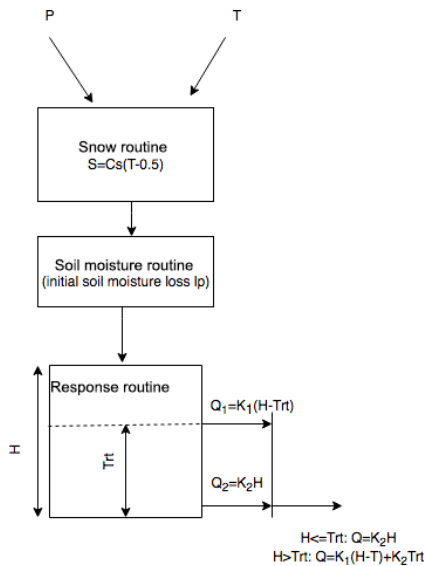 P
T
Snow routine
S=Cs(T-0.5)
Soil moisture routine
(initial soil moisture loss Ip)
Response routine
H
Trt
Q₁=K₁(H-Trt)
Q₂=K₂H
H<=Trt: Q=K₂H
H>Trt: Q=K₁(H-T)+K₂Trt